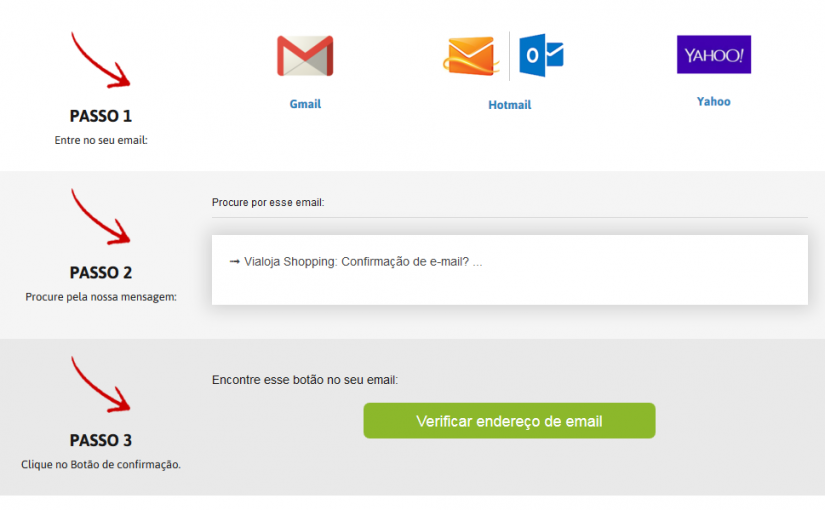 PASSO 1
Entre no seu email:
Gmail
Hotmail
YAHOO!
Yahoo
PASSO 2
Procure pela nossa mensagem:
Procure por esse email:
→ Vialoja Shopping: Confirmação de e-mail? ...
PASSO 3
Clique no Botão de confirmação.
Encontre esse botão no seu email:
Verificar endereço de email